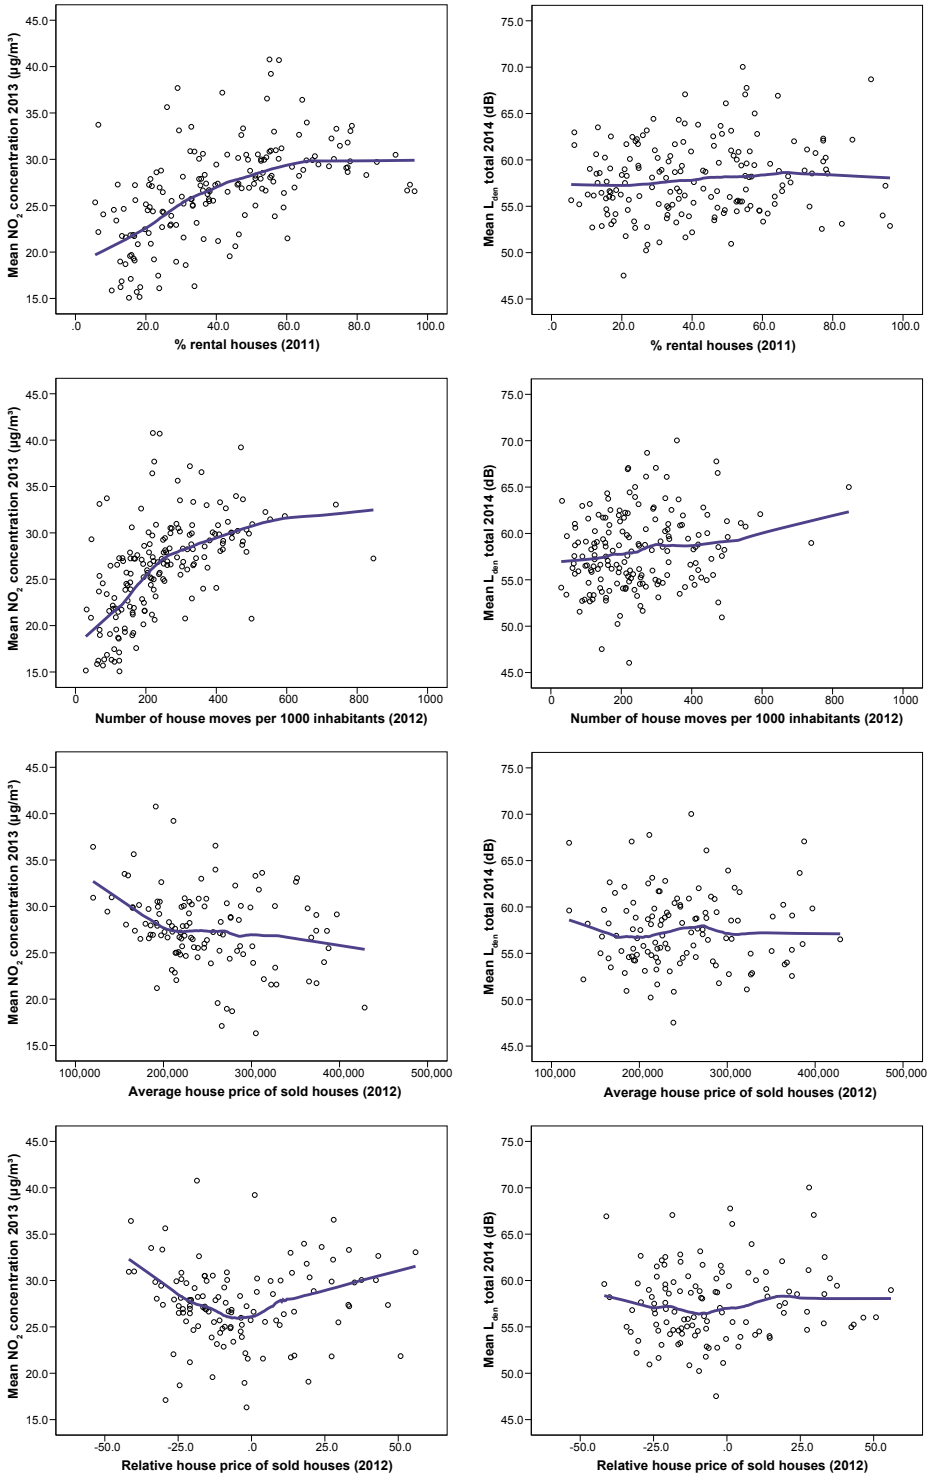 45.0
40.0
35.0
30.0
25.0
20.0
15.0
Mean NO2 concentration 2013 (µg/m³)
.0 20.0 40.0 60.0 80.0 100.0
% rental houses (2011)
75.0
70.0
65.0
60.0
55.0
50.0
45.0
Mean Lden total 2014 (dB)
.0 20.0 40.0 60.0 80.0 100.0
% rental houses (2011)
45.0
40.0
35.0
30.0
25.0
20.0
15.0
Mean NO2 concentration 2013 (µg/m³)
0 200 400 600 800 1000
Number of house moves per 1000 inhabitants (2012)
75.0
70.0
65.0
60.0
55.0
50.0
45.0
Mean Lden total 2014 (dB)
0 200 400 600 800 1000
Number of house moves per 1000 inhabitants (2012)
45.0
40.0
35.0
30.0
25.0
20.0
15.0
Mean NO2 concentration 2013 (µg/m³)
100,000 200,000 300,000 400,000 500,000
Average house price of sold houses (2012)
75.0
70.0
65.0
60.0
55.0
50.0
45.0
Mean Lden total 2014 (dB)
100,000 200,000 300,000 400,000 500,000
Average house price of sold houses (2012)
45.0
40.0
35.0
30.0
25.0
20.0
15.0
Mean NO2 concentration 2013 (µg/m³)
-50.0 -25.0 .0 25.0 50.0
Relative house price of sold houses (2012)
75.0
70.0
65.0
60.0
55.0
50.0
45.0
Mean Lden total 2014 (dB)
-50.0 -25.0 .0 25.0 50.0
Relative house price of sold houses (2012)